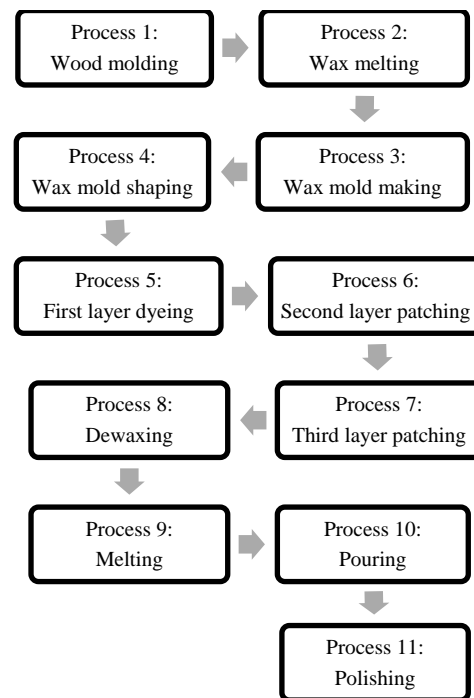 Process 1:
Wood molding
Process 2:
Wax melting
Process 3:
Wax mold making
Process 4:
Wax mold shaping
Process 5:
First layer dyeing
Process 6:
Second layer patching
Process 7:
Third layer patching
Process 8:
Dewaxing
Process 9:
Melting
Process 10:
Pouring
Process 11:
Polishing